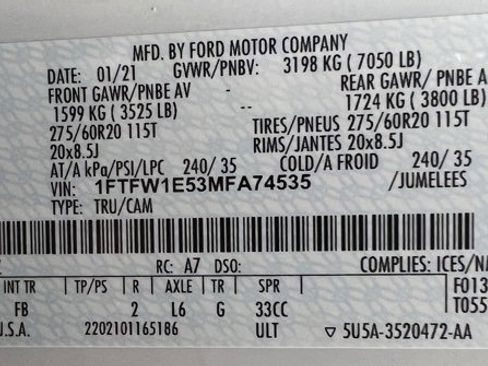 MFD. BY FORD MOTOR COMPANY
DATE: 01/21 GVWR/PNBV: 3198 KG (7050 LB)
FRONT GAWR/PNBE AV - REAR GAWR/ PNBE A
1599 KG (3525 LB) -- 1724 KG (3800 LB)
275/60R20 115T TIRES/PNEUS 275/60R20 115T
20x8.5J RIMS/JANTES 20x8.5J
AT/A kPa/PSI/LPC 240/ 35 COLD/A FROID 240/ 35
VIN: 1FTFW1E53MFA74535 /JUMELEES
TYPE: TRU/CAM
RC: A7 DSO: COMPLIES: ICES/N
INT TR TP/PS R AXLE TR SPR F013
FB 2 L6 G 33CC T055
U.S.A. 2202101165186 ULT ▽ 5U5A-3520472-AA